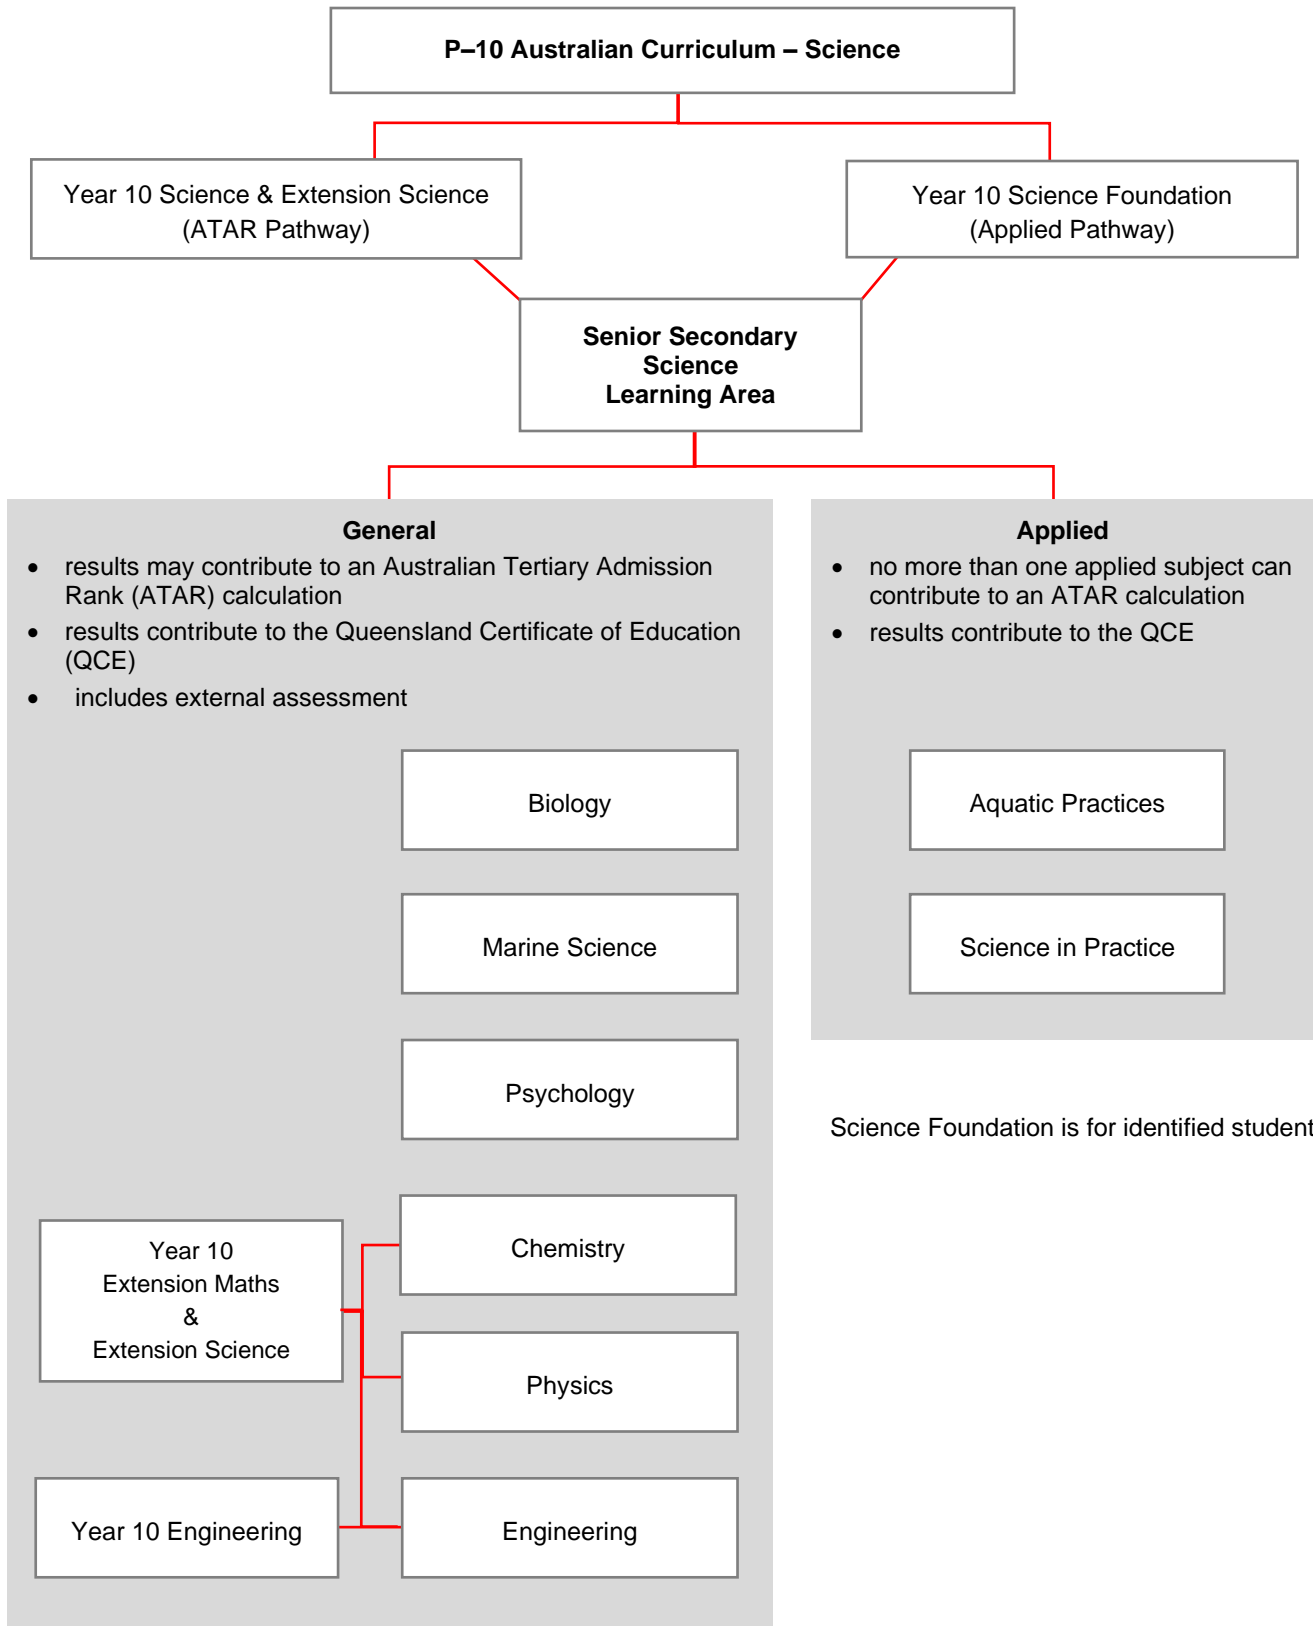 P–10 Australian Curriculum – Science
Year 10 Science & Extension Science
(ATAR Pathway)
Year 10 Science Foundation
(Applied Pathway)
Senior Secondary
Science
Learning Area
General
• results may contribute to an Australian Tertiary Admission
Rank (ATAR) calculation
• results contribute to the Queensland Certificate of Education
(QCE)
• includes external assessment
Applied
• no more than one applied subject can
contribute to an ATAR calculation
• results contribute to the QCE
Biology
Aquatic Practices
Marine Science
Science in Practice
Psychology
Science Foundation is for identified student
Year 10
Extension Maths
&
Extension Science
Chemistry
Physics
Year 10 Engineering
Engineering